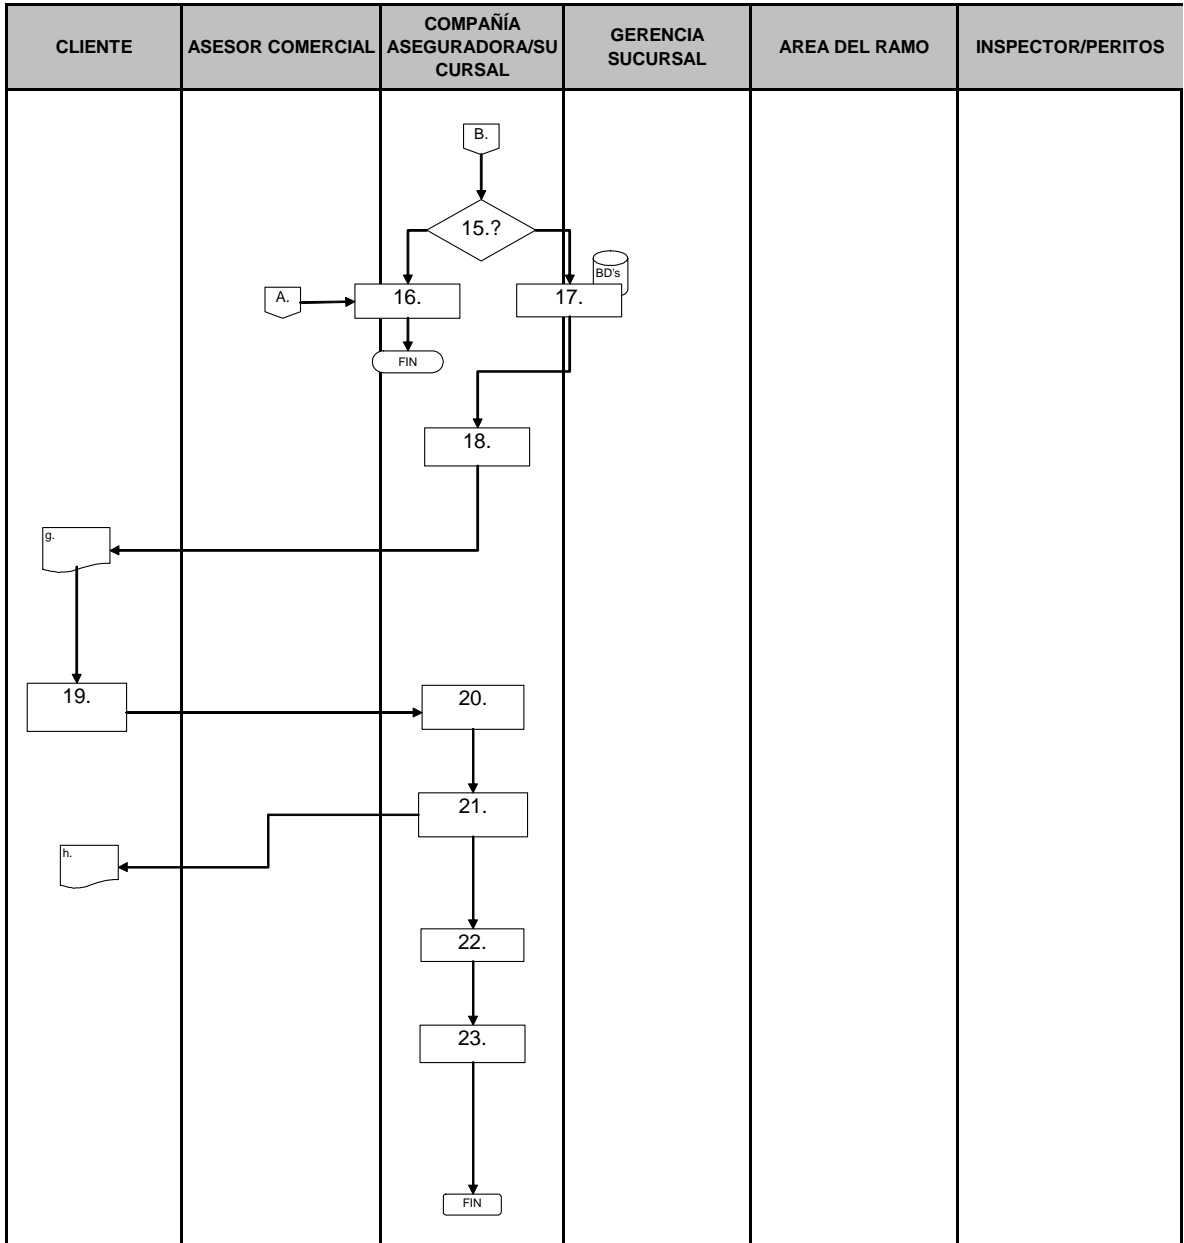 CLIENTE
ASESOR COMERCIAL
COMPAÑÍA
ASEGURADORA/SU
CURSAL
GERENCIA
SUCURSAL
AREA DEL RAMO
INSPECTOR/PERITOS
B.
15.?
BD's
A.
16.
17.
FIN
18.
g.
19.
20.
21.
h.
22.
23.
FIN